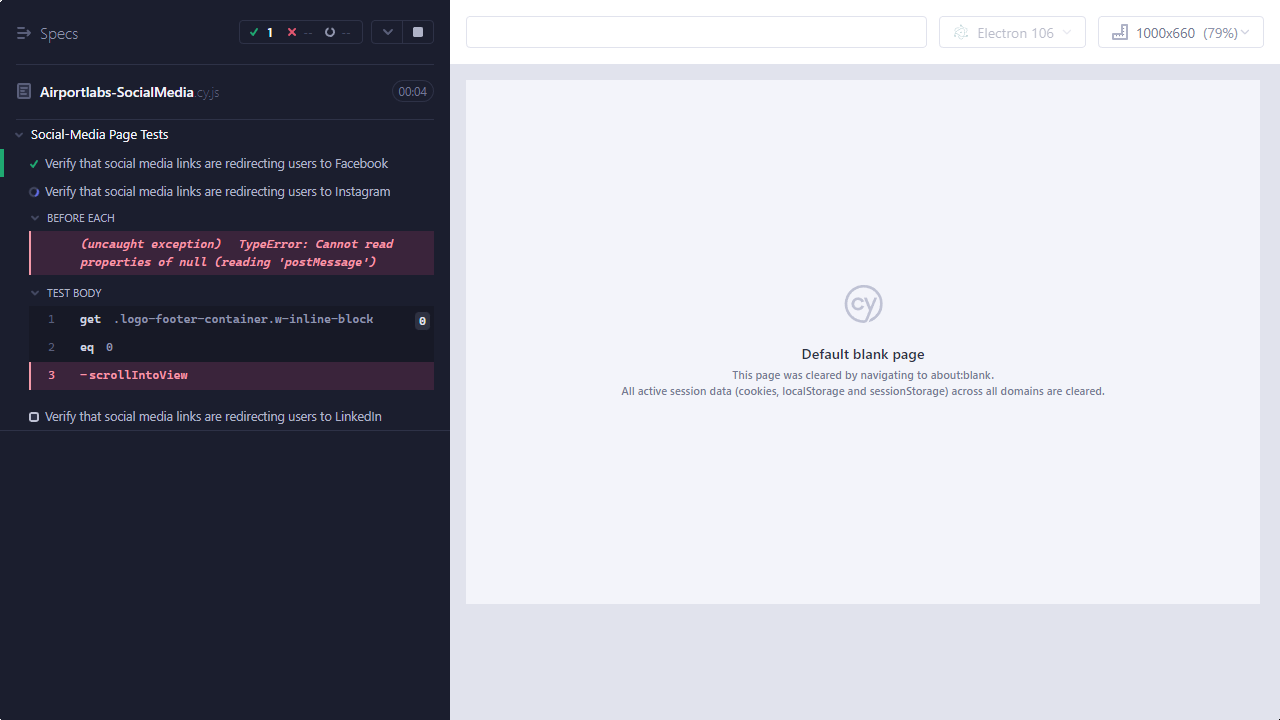 Specs
1
--
--
Electron 106
1000x660 (79%)
Airportlabs-SocialMedia.cy.js
00:04
Social-Media Page Tests
Verify that social media links are redirecting users to Facebook
Verify that social media links are redirecting users to Instagram
BEFORE EACH
(uncaught exception) TypeError: Cannot read
properties of null (reading 'postMessage')
TEST BODY
1 get .logo-footer-container.w-inline-block 0
2 eq 0
3 -scrollIntoView
Verify that social media links are redirecting users to LinkedIn
cy
Default blank page
This page was cleared by navigating to about:blank.
All active session data (cookies, localStorage and sessionStorage) across all domains are cleared.